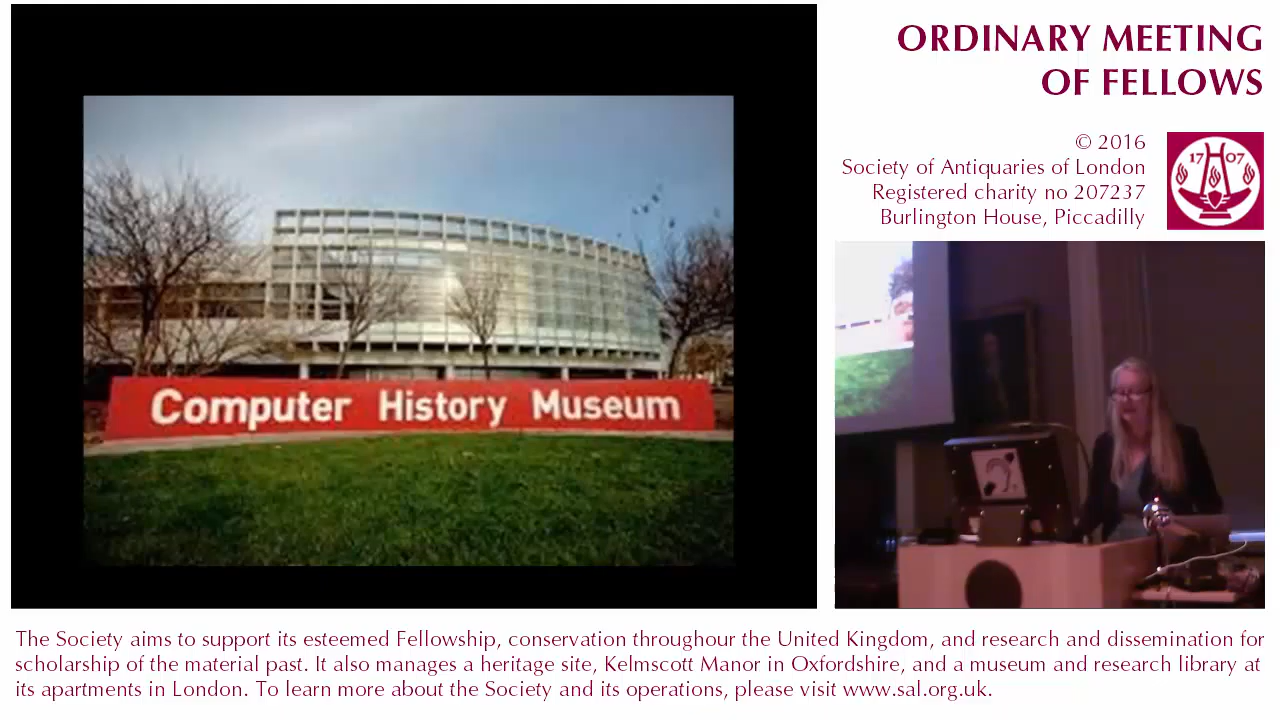 ORDINARY MEETING
OF FELLOWS
© 2016
Society of Antiquaries of London
Registered charity no 207237
Burlington House, Piccadilly
1707
Computer History Museum
The Society aims to support its esteemed Fellowship, conservation throughour the United Kingdom, and research and dissemination for
scholarship of the material past. It also manages a heritage site, Kelmscott Manor in Oxfordshire, and a museum and research library at
its apartments in London. To learn more about the Society and its operations, please visit www.sal.org.uk.